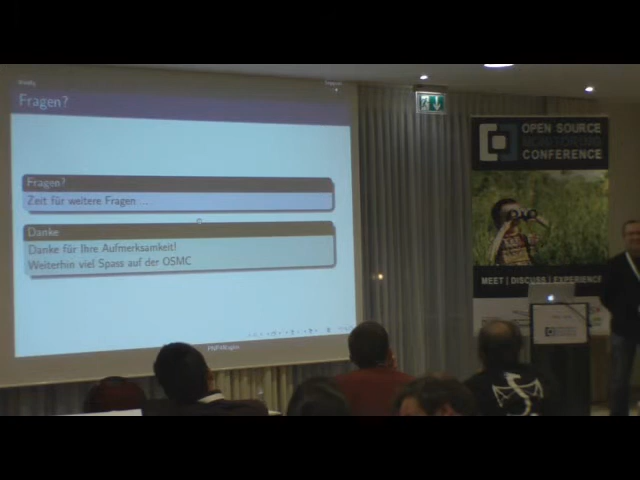 Fragen?
Fragen?
Zeit für weitere Fragen ...
Danke
Danke für Ihre Aufmerksamkeit!
Weiterhin viel Spass auf der OSMC
OPEN SOURCE
MONITORING
CONFERENCE
MEET | DISCUSS | EXPERIENCE